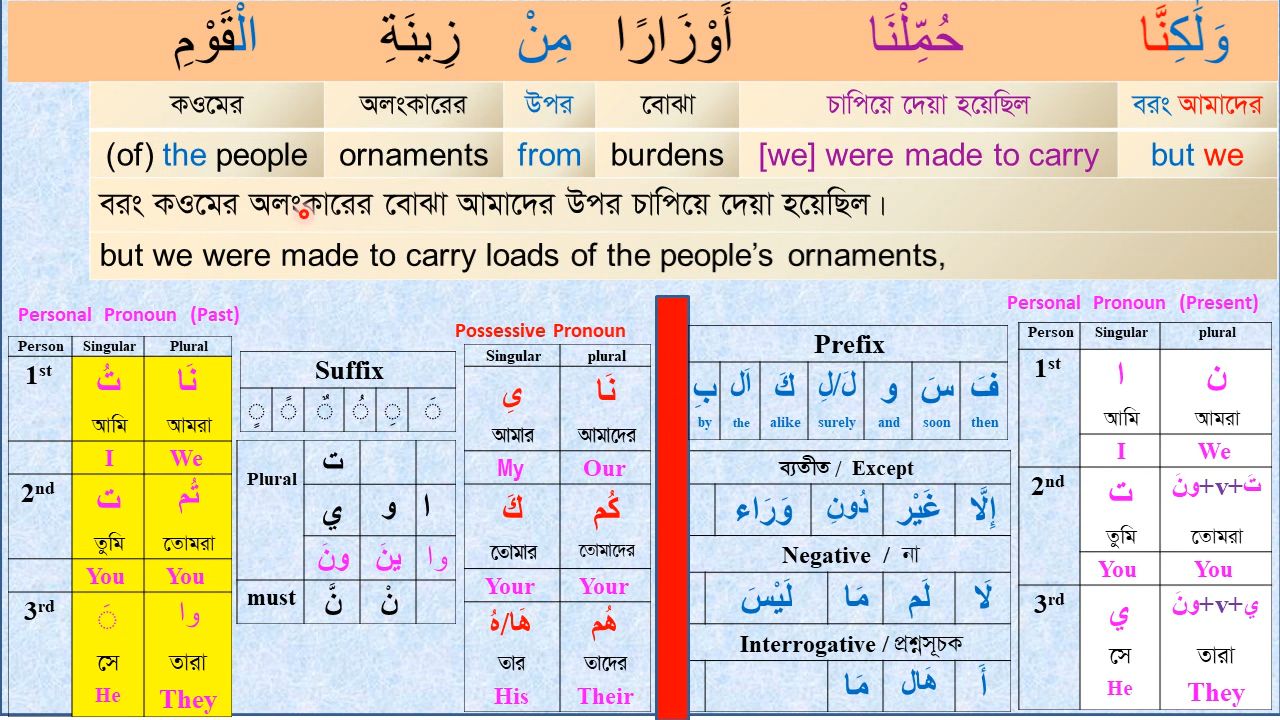 وَلَٰكِنَّا حُمِّلْنَا أَوْزَارًا مِنْ زِينَةِ الْقَوْمِ
কওমের অলংকারের উপর বোঝা চাপিয়ে দেয়া হয়েছিল বরং আমাদের
(of) the people ornaments from burdens [we] were made to carry but we
বরং কওমের অলংকারের বোঝা আমাদের উপর চাপিয়ে দেয়া হয়েছিল।
but we were made to carry loads of the people’s ornaments,
Personal Pronoun (Past)
Person Singular Plural
1st تُ نَا
আমি আমরা
I We
2nd ت تُم
তুমি তোমরা
You You
3rd َ وا
সে তারা
He They
Suffix
ٍ ً ٌ ُ ِ َ
Plural ت
ي و ا
ونَ ينَ وا
must نَّ نْ
Possessive Pronoun
Singular plural
يِ نَا
আমার আমাদের
My Our
كَ كُم
তোমার তোমাদের
Your Your
هَا/هُ هُم
তার তাদের
His Their
Prefix
بِ اَل كَ لَ/لِ و سَ فَ
by the alike surely and soon then
ব্যতীত / Except
وَرَاء دُونِ غَيْر إِلَّا
Negative / না
لَيْسَ مَا لَم لَا
Interrogative / প্রশ্নসূচক
مَا هَال أَ
Personal Pronoun (Present)
Person Singular plural
1st ا ن
আমি আমরা
I We
2nd ت تَ+v+ونَ
তুমি তোমরা
You You
3rd ي ي+v+ونَ
সে তারা
He They